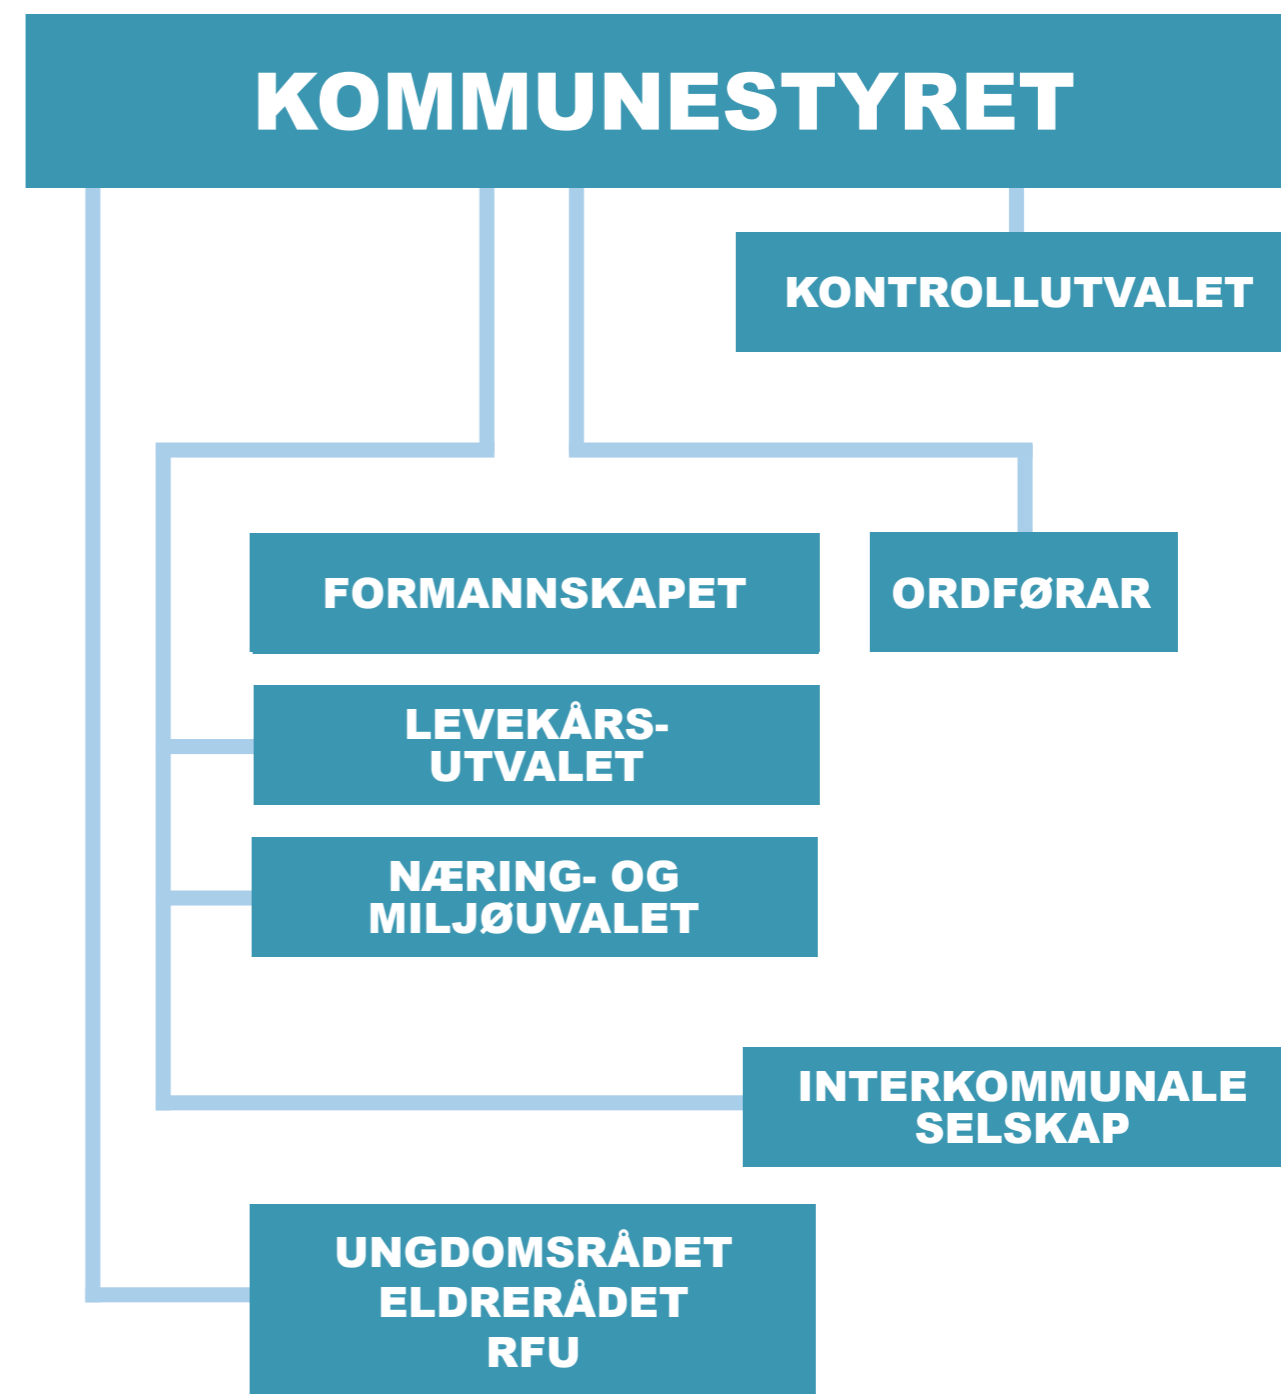 KOMMUNESTYRET
KONTROLLUTVALET
FORMANNSKAPET
ORDFØRAR
LEVEKÅRS-
UTVALET
NÆRING- OG
MILJØUVALET
INTERKOMMUNALE
SELSKAP
UNGDOMSRÅDET
ELDRERÅDET
RFU